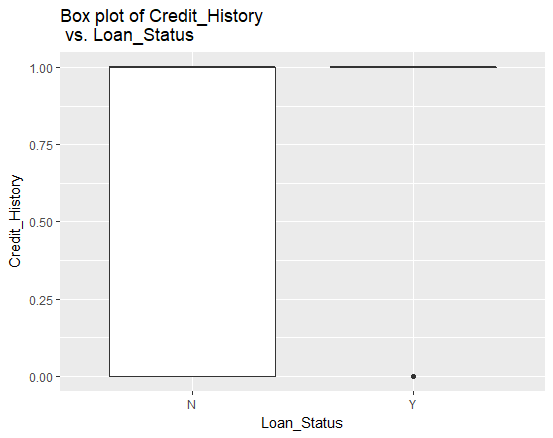 Box plot of Credit_History
vs. Loan_Status
1.00
0.75
0.50
0.25
0.00
Credit_History
N
Y
Loan_Status